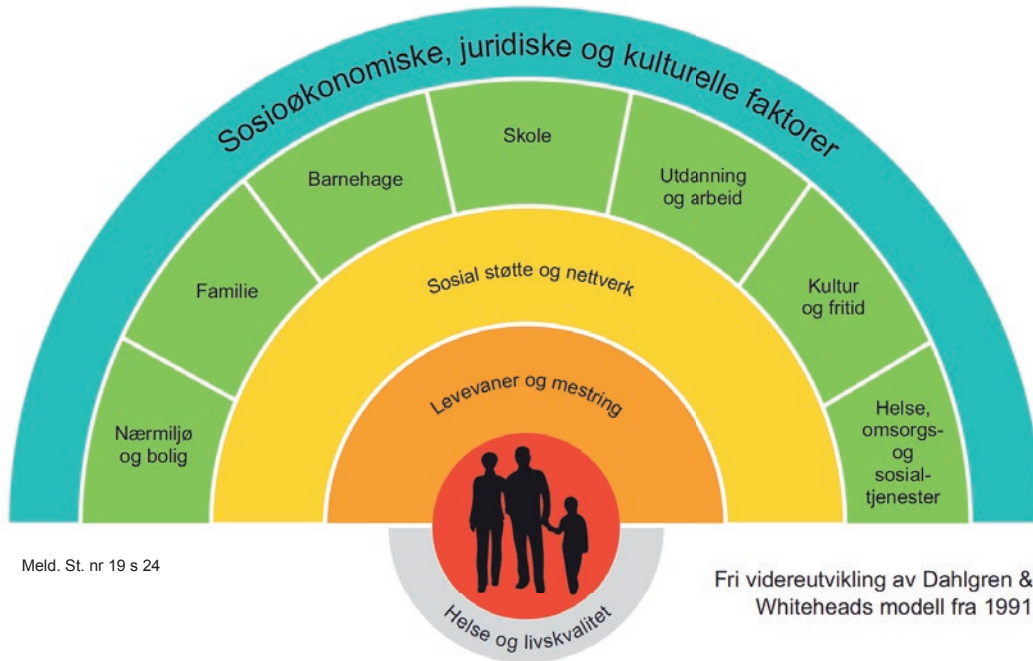 Sosioøkonomiske, juridiske og kulturelle faktorer
Nærmiljø
og bolig
Familie
Barnehage
Skole
Utdanning
og arbeid
Kultur
og fritid
Helse,
omsorgs-
og
sosial-
tjenester
Sosial støtte og nettverk
Levevaner og mestring
Helse og livskvalitet
Meld. St. nr 19 s 24
Fri videreutvikling av Dahlgren &
Whiteheads modell fra 1991